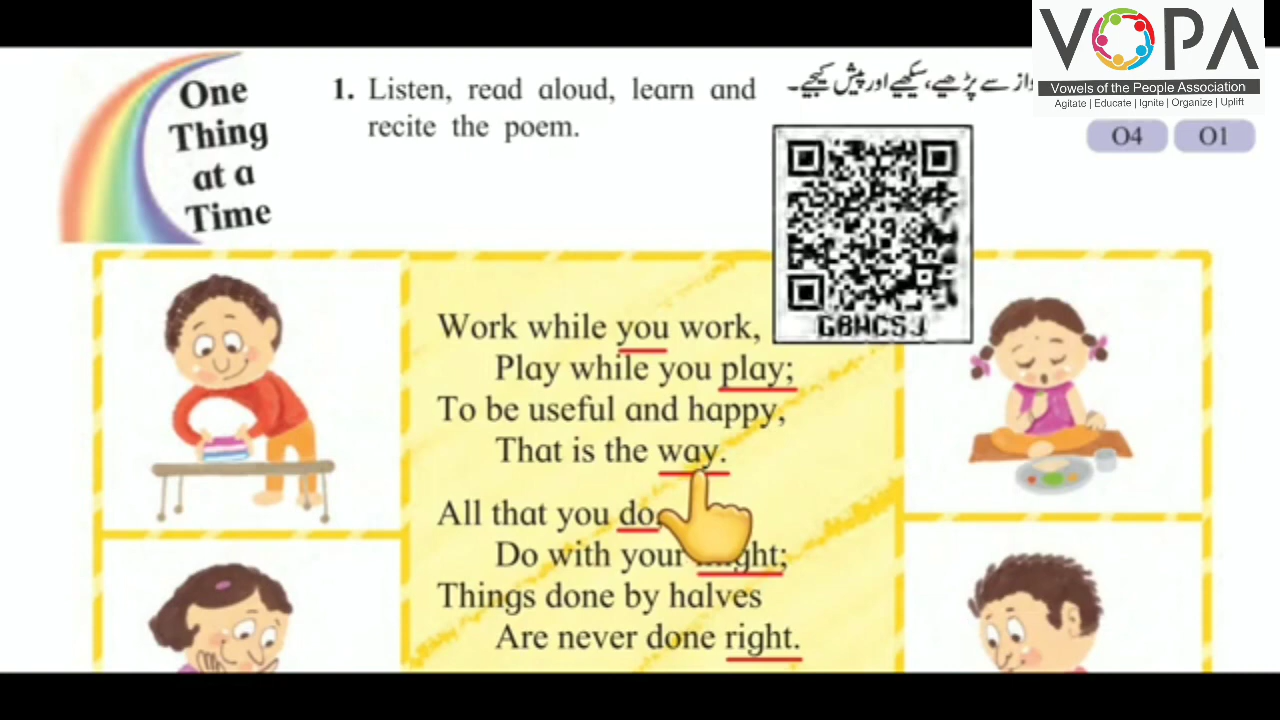 One
Thing
at a
Time
1. Listen, read aloud, learn and
recite the poem.
سے پڑھیے، سیکھیے اور پیش کیجیے۔
VOPA
Vowels of the People Association
Agitate | Educate | Ignite | Organize | Uplift
O4 O1
G8HCSJ
Work while you work,
Play while you play;
To be useful and happy,
That is the way.
All that you do
Do with your
Things done by halves
Are never done right.